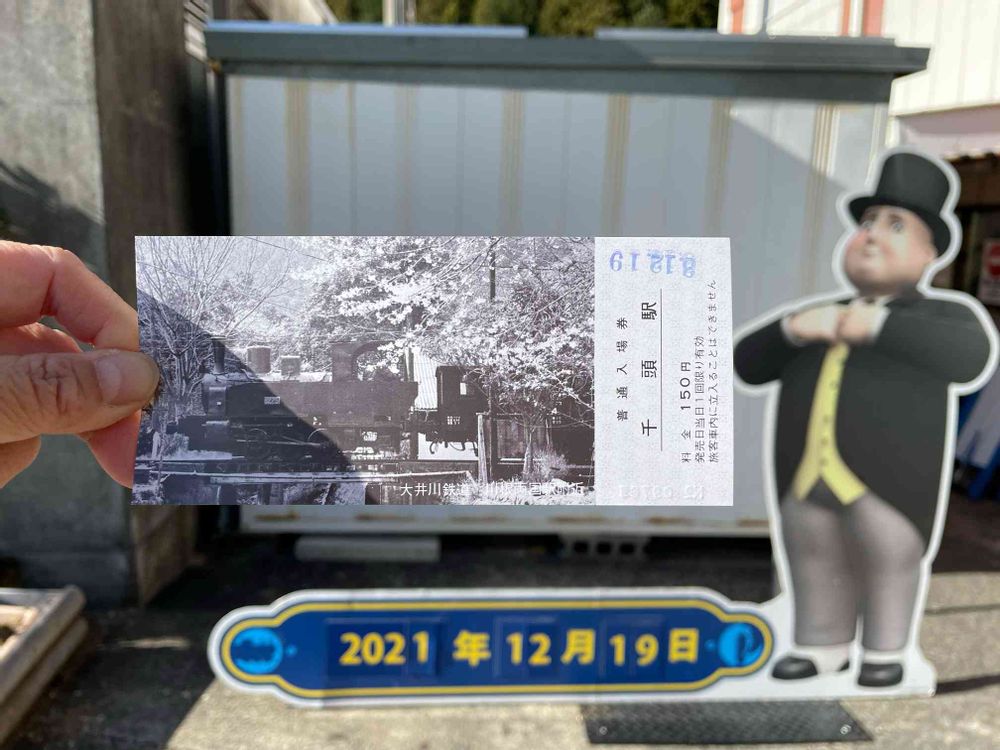 3.12.19
普通入場券
千頭駅
料金 150円
発売日当日1回限り有効
旅客車内に立入ることはできません
大井川鉄道
2021年12月19日